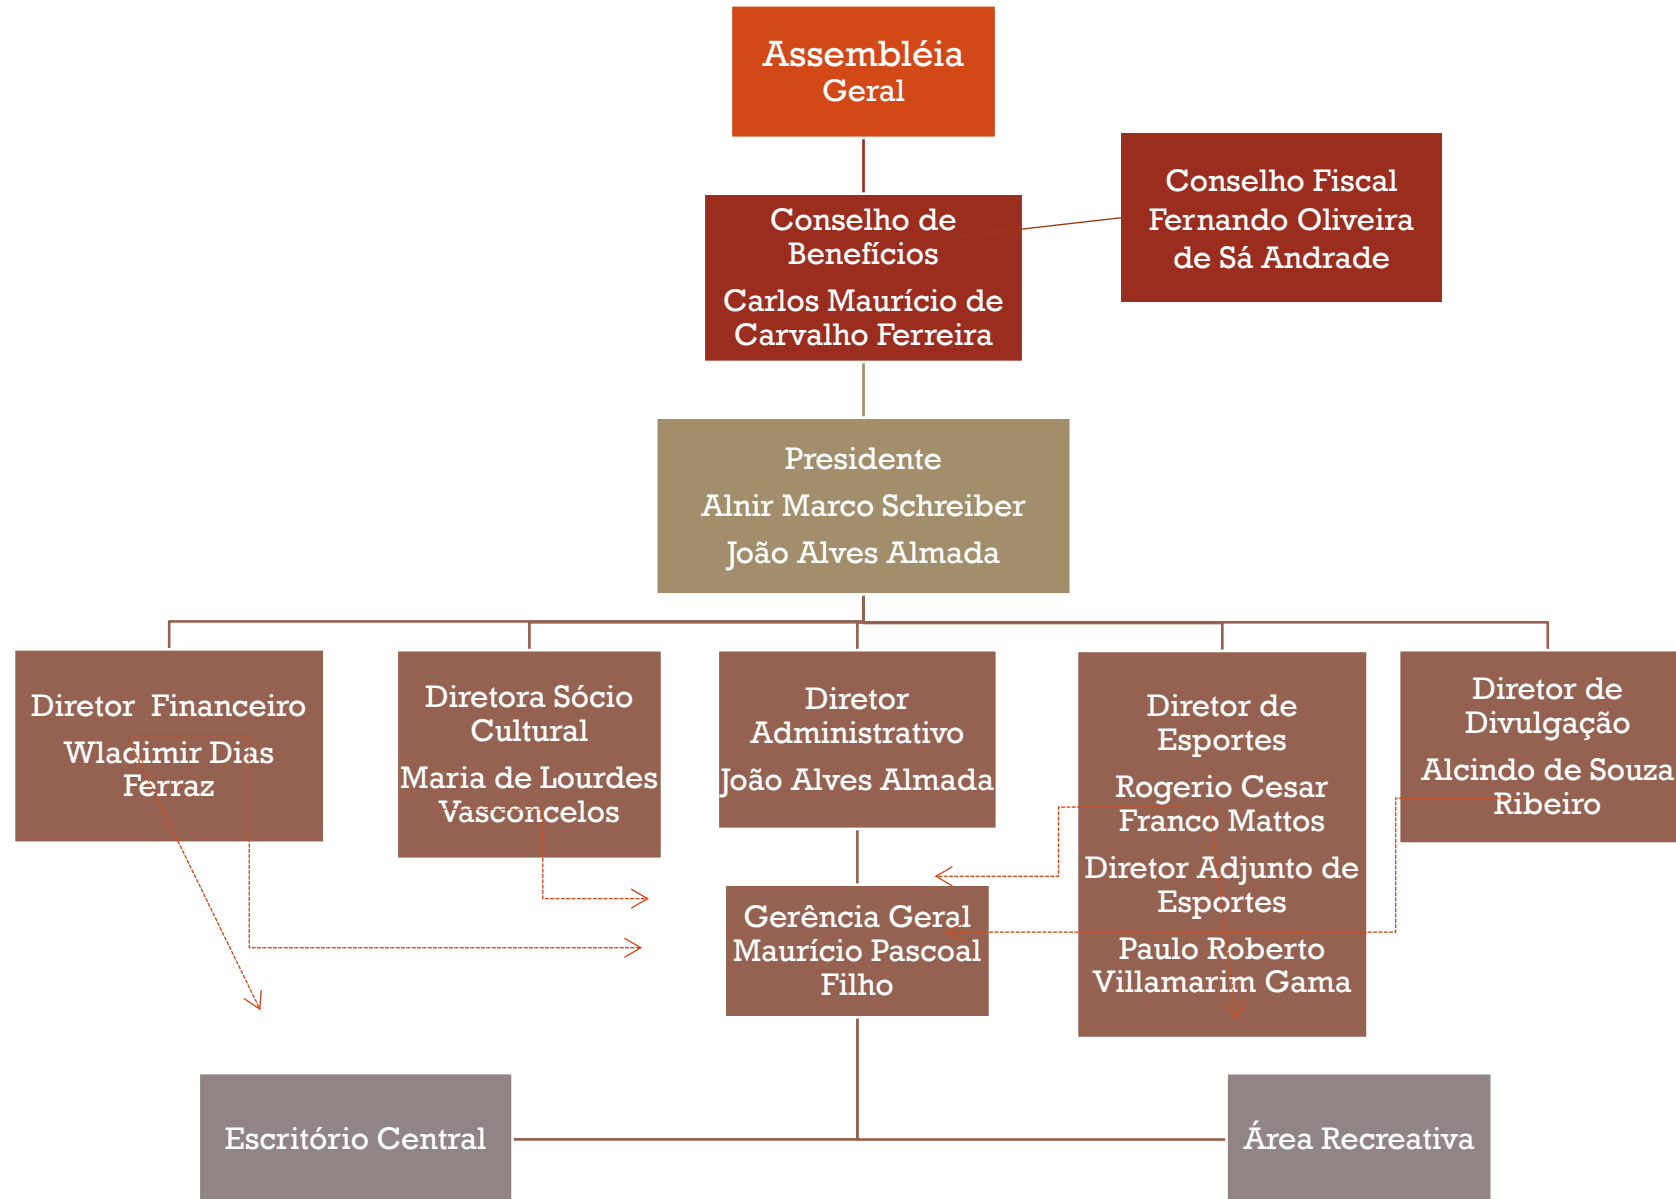 Assembléia
Geral
Conselho Fiscal
Fernando Oliveira
de Sá Andrade
Conselho de
Benefícios
Carlos Maurício de
Carvalho Ferreira
Presidente
Alnir Marco Schreiber
João Alves Almada
Diretor Financeiro
Wladimir Dias
Ferraz
Diretora Sócio
Cultural
Maria de Lourdes
Vasconcelos
Diretor
Administrativo
João Alves Almada
Diretor de
Esportes
Rogerio Cesar
Franco Mattos
Diretor Adjunto de
Esportes
Paulo Roberto
Villamarim Gama
Diretor de
Divulgação
Alcindo de Souza
Ribeiro
Gerência Geral
Maurício Pascoal
Filho
Escritório Central
Área Recreativa